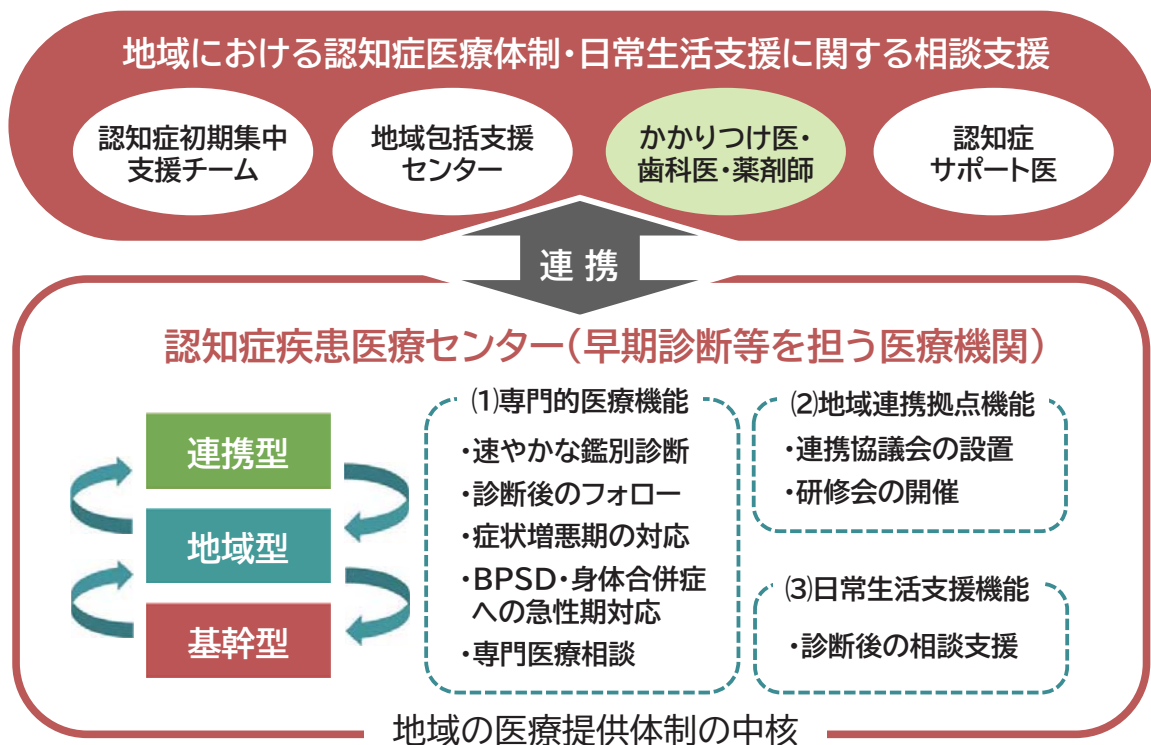 地域における認知症医療体制・日常生活支援に関する相談支援
認知症初期集中
支援チーム
地域包括支援
センター
かかりつけ医・
歯科医・薬剤師
認知症
サポート医
連携
認知症疾患医療センター(早期診断等を担う医療機関)
連携型
地域型
基幹型
⑴専門的医療機能
・速やかな鑑別診断
・診断後のフォロー
・症状増悪期の対応
・BPSD・身体合併症
への急性期対応
・専門医療相談
⑵地域連携拠点機能
・連携協議会の設置
・研修会の開催
⑶日常生活支援機能
・診断後の相談支援
地域の医療提供体制の中核